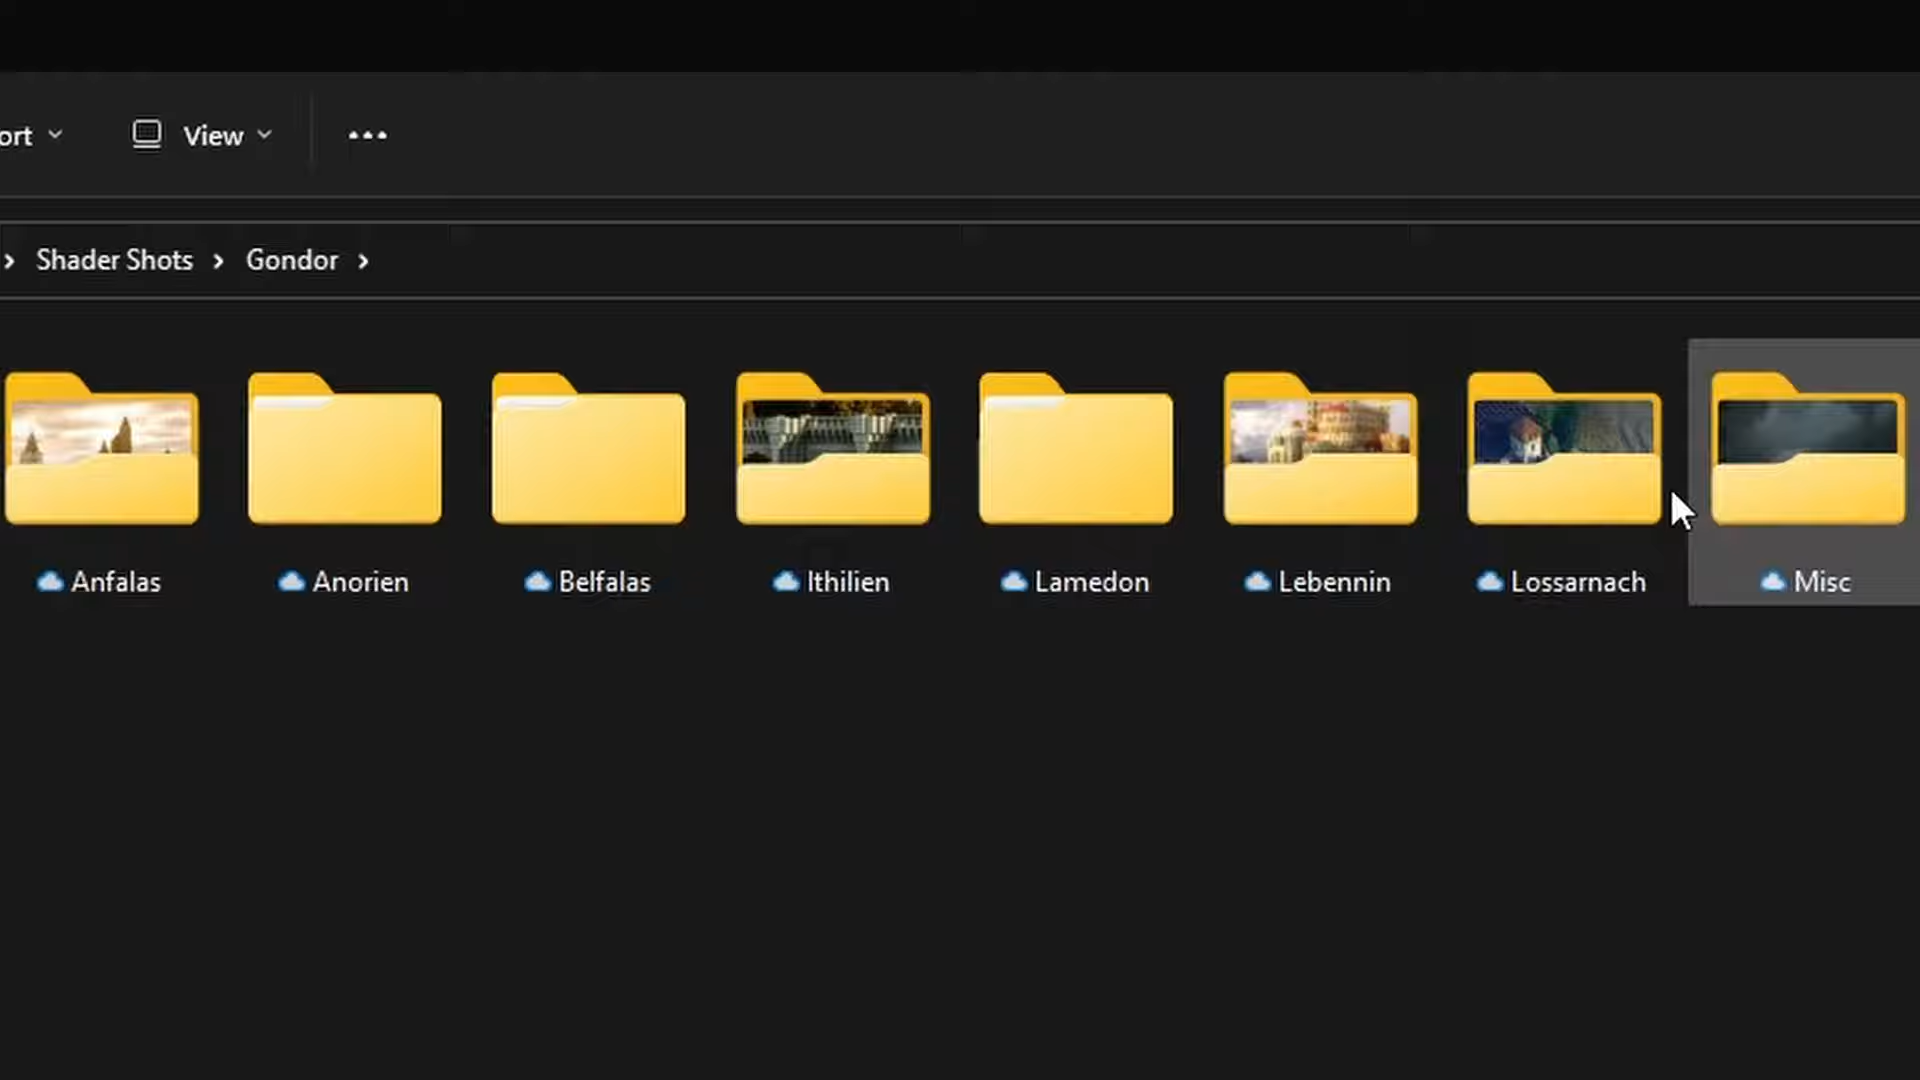 ort View
Shader Shots Gondor
Anfalas Anorien Belfalas Ithilien Lamedon Lebennin Lossarnach Misc